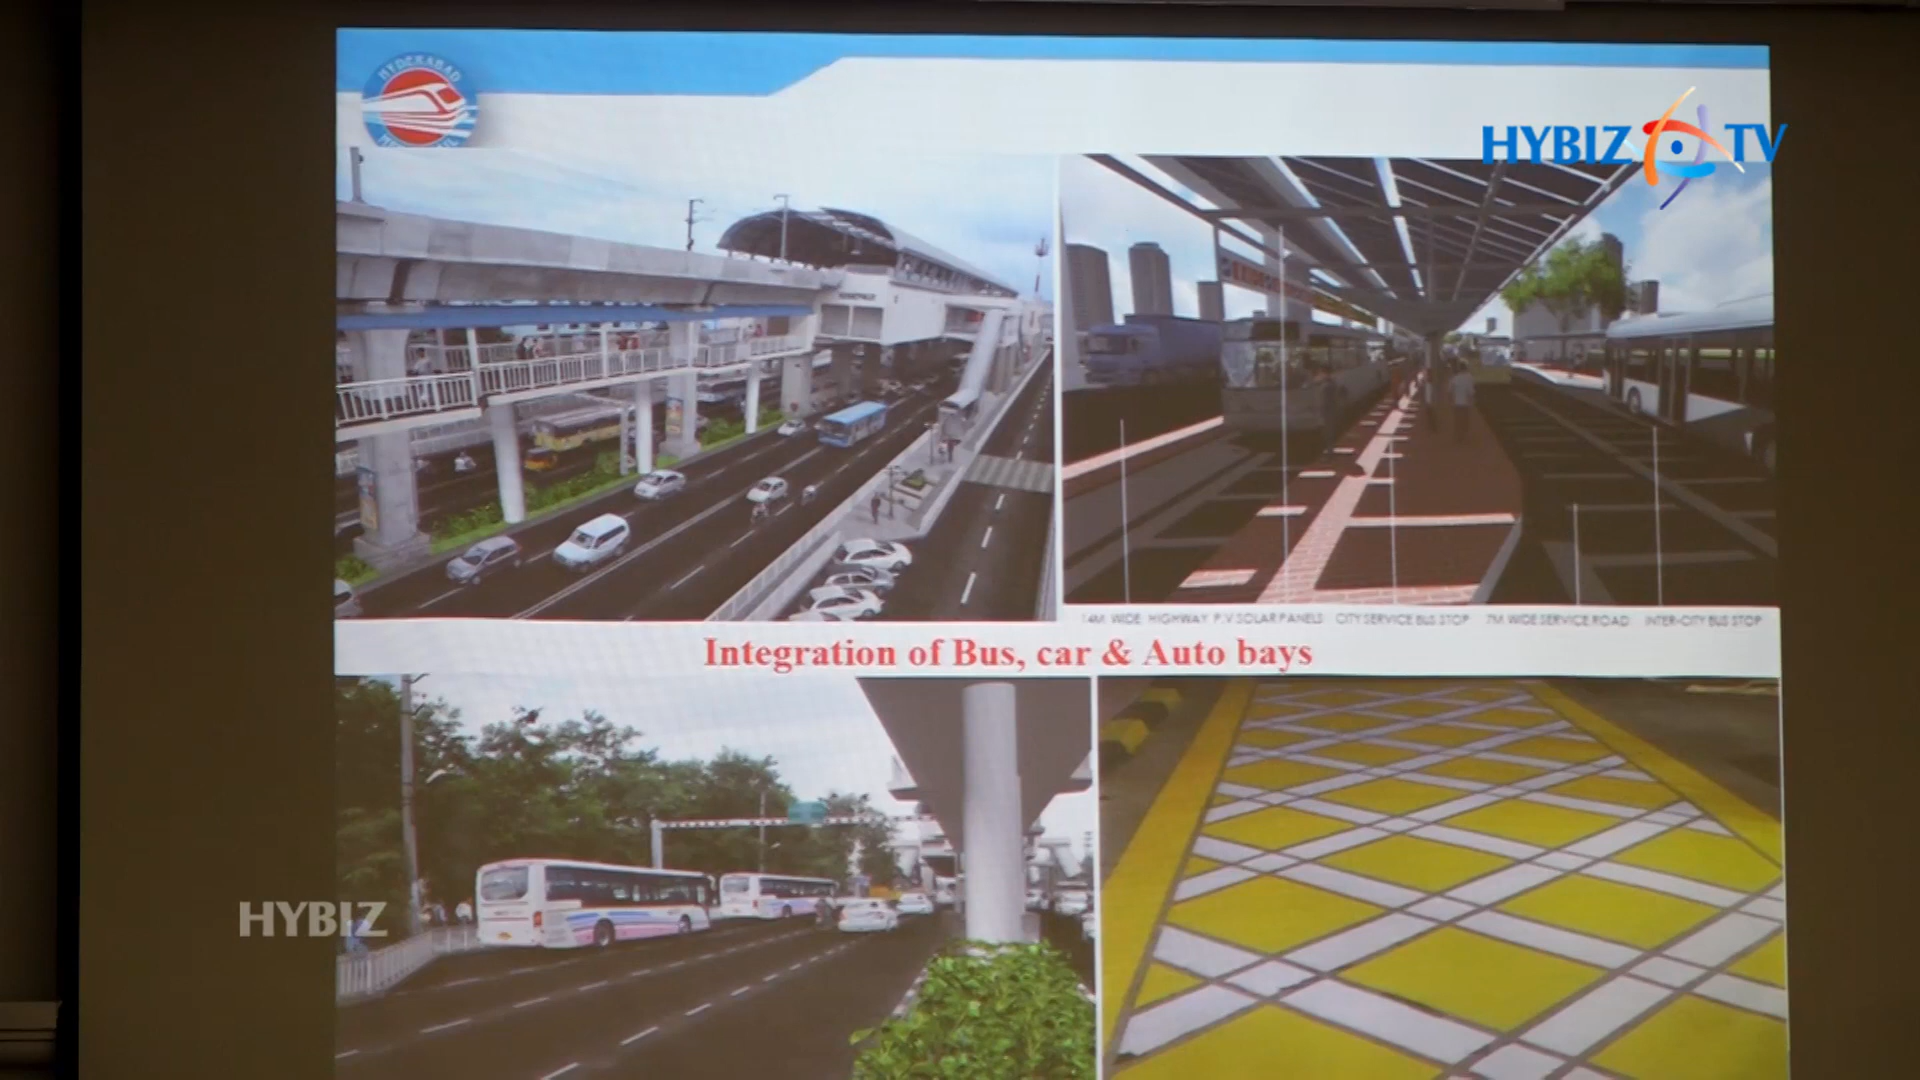 HYDERABAD
HYBIZ TV
14M. WIDE HIGHWAY P.V SOLAR PANELS CITY SERVICE BUS STOP 7M WIDE SERVICE ROAD INTER-CITY BUS STOP
Integration of Bus, car & Auto bays
HYBIZ